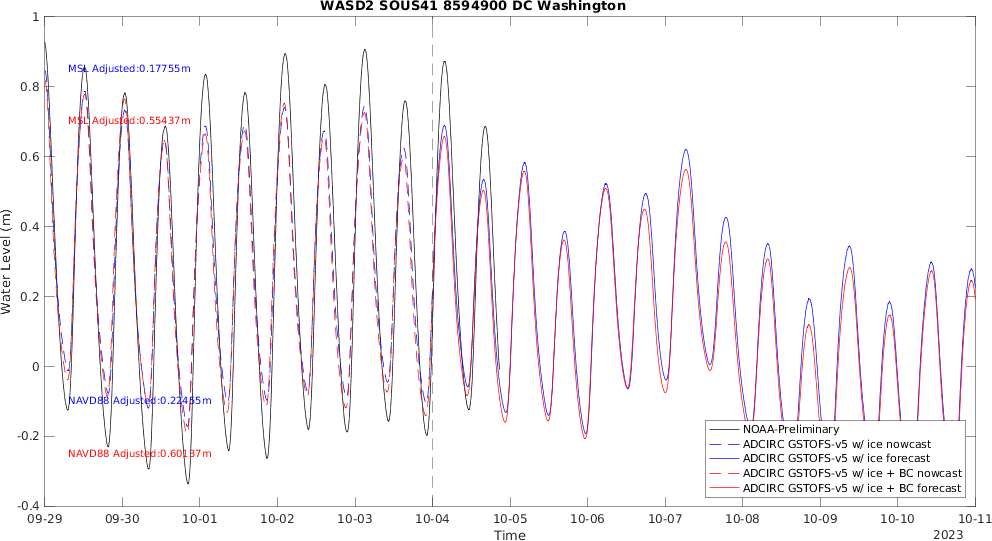 WASD2 SOUS41 8594900 DC Washington
Water Level (m)
1
0.8
0.6
0.4
0.2
0
-0.2
-0.4
MSL Adjusted:0.17755m
MSL Adjusted:0.55437m
NAVD88 Adjusted:0.22455m
NAVD88 Adjusted:0.60137m
NOAA-Preliminary
ADCIRC GSTOFS-v5 w/ ice nowcast
ADCIRC GSTOFS-v5 w/ ice forecast
ADCIRC GSTOFS-v5 w/ ice + BC nowcast
ADCIRC GSTOFS-v5 w/ ice + BC forecast
09-29 09-30 10-01 10-02 10-03 10-04 10-05 10-06 10-07 10-08 10-09 10-10 10-11
Time
2023